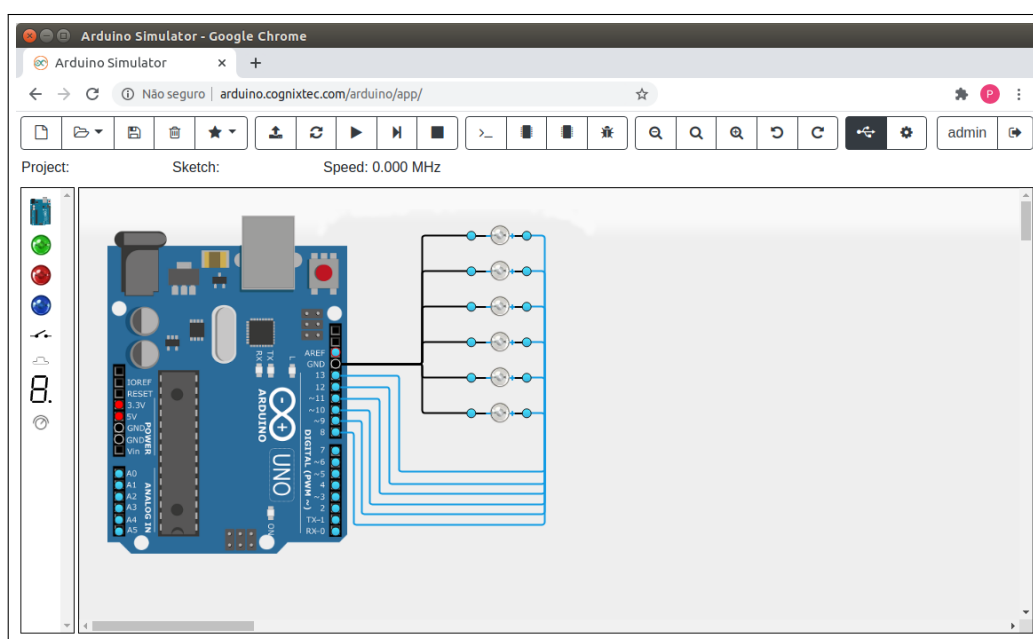 Arduino Simulator - Google Chrome
Arduino Simulator × +
Não seguro | arduino.cognixtec.com/arduino/app/ P
>_ admin
Project: Sketch: Speed: 0.000 MHz
AREF
GND
13
12
~11
~10
~9
8
7
~6
~5
4
~3
2
TX-1
RX-0
RX
TX
L
IOREF
RESET
3.3V
5V
GND
GND
Vin
POWER
A0
A1
A2
A3
A4
A5
ANALOG IN
ARDUINO
UNO
DIGITAL (PWM ~)
ON
8.